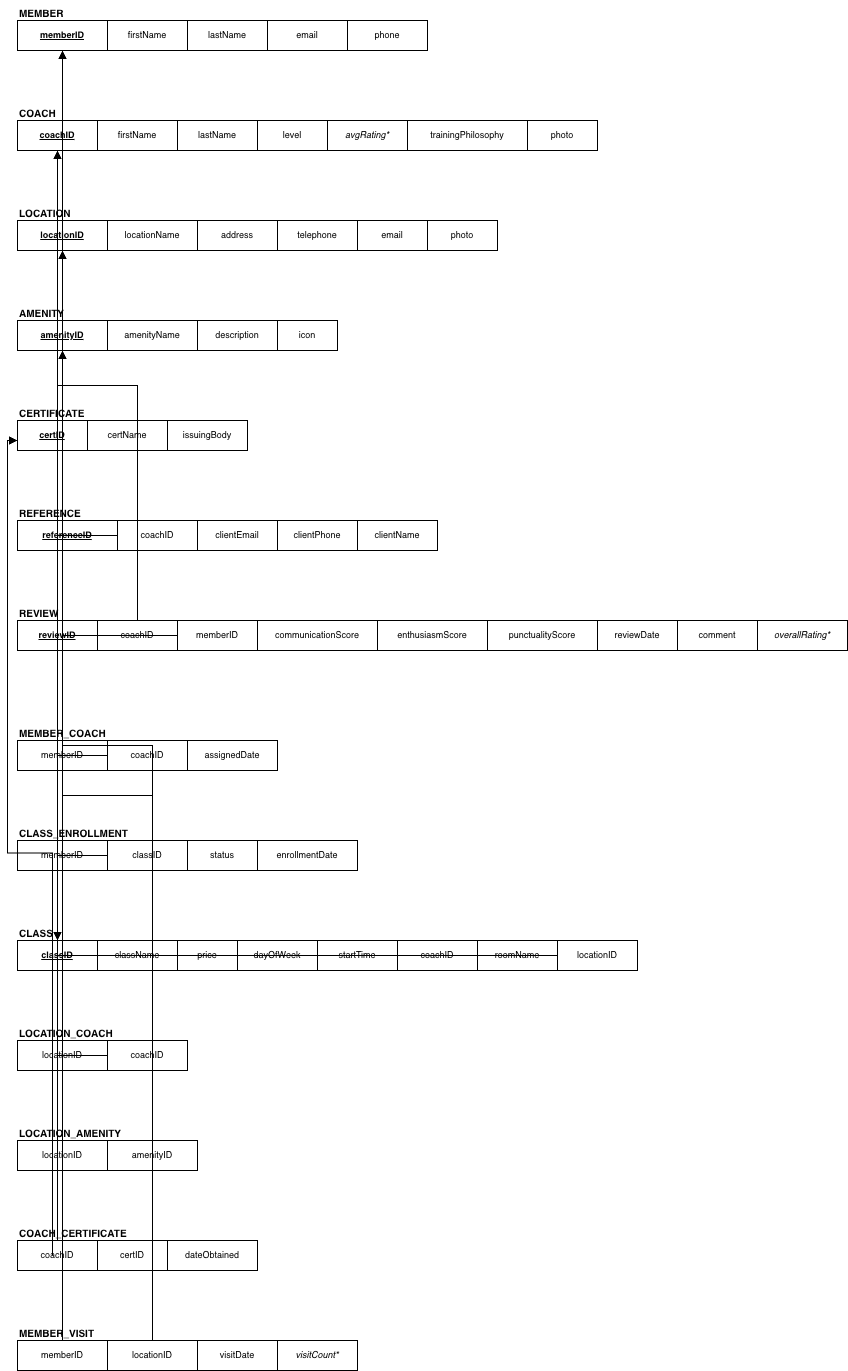 MEMBER
memberID firstName lastName email phone
COACH
coachID firstName lastName level avgRating* trainingPhilosophy photo
LOCATION
locationID locationName address telephone email photo
AMENITY
amenityID amenityName description icon
CERTIFICATE
certID certName issuingBody
REFERENCE
referenceID coachID clientEmail clientPhone clientName
REVIEW
reviewID coachID memberID communicationScore enthusiasmScore punctualityScore reviewDate comment overallRating*
MEMBER_COACH
memberID coachID assignedDate
CLASS_ENROLLMENT
memberID classID status enrollmentDate
CLASS
classID className price dayOfWeek startTime coachID roomName locationID
LOCATION_COACH
locationID coachID
LOCATION_AMENITY
locationID amenityID
COACH_CERTIFICATE
coachID certID dateObtained
MEMBER_VISIT
memberID locationID visitDate visitCount*